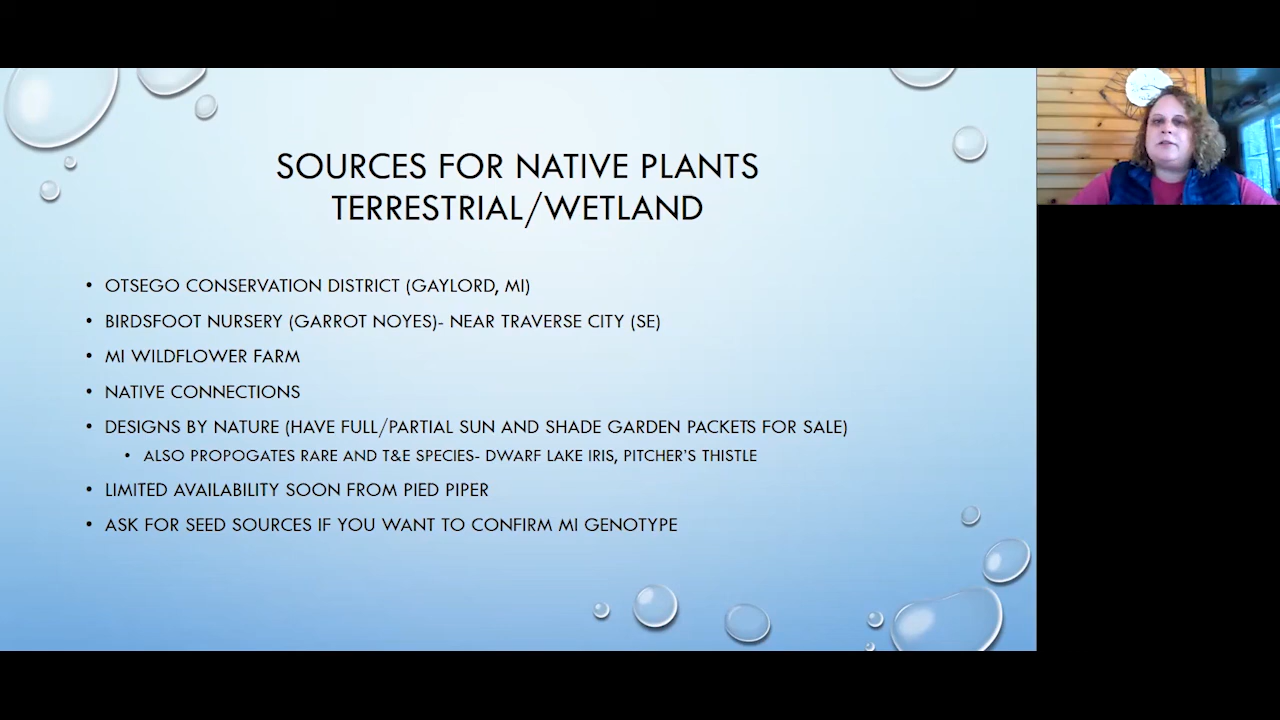 SOURCES FOR NATIVE PLANTS
TERRESTRIAL/WETLAND
• OTSEGO CONSERVATION DISTRICT (GAYLORD, MI)
• BIRDSFOOT NURSERY (GARROT NOYES)- NEAR TRAVERSE CITY (SE)
• MI WILDFLOWER FARM
• NATIVE CONNECTIONS
• DESIGNS BY NATURE (HAVE FULL/PARTIAL SUN AND SHADE GARDEN PACKETS FOR SALE)
• ALSO PROPOGATES RARE AND T&E SPECIES- DWARF LAKE IRIS, PITCHER'S THISTLE
• LIMITED AVAILABILITY SOON FROM PIED PIPER
• ASK FOR SEED SOURCES IF YOU WANT TO CONFIRM MI GENOTYPE